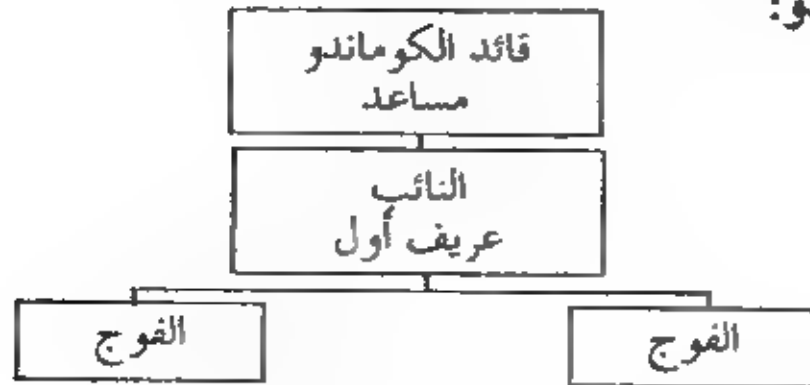 قائد الكوماندو
مساعد
النائب
عريف أول
الفوج
الفوج